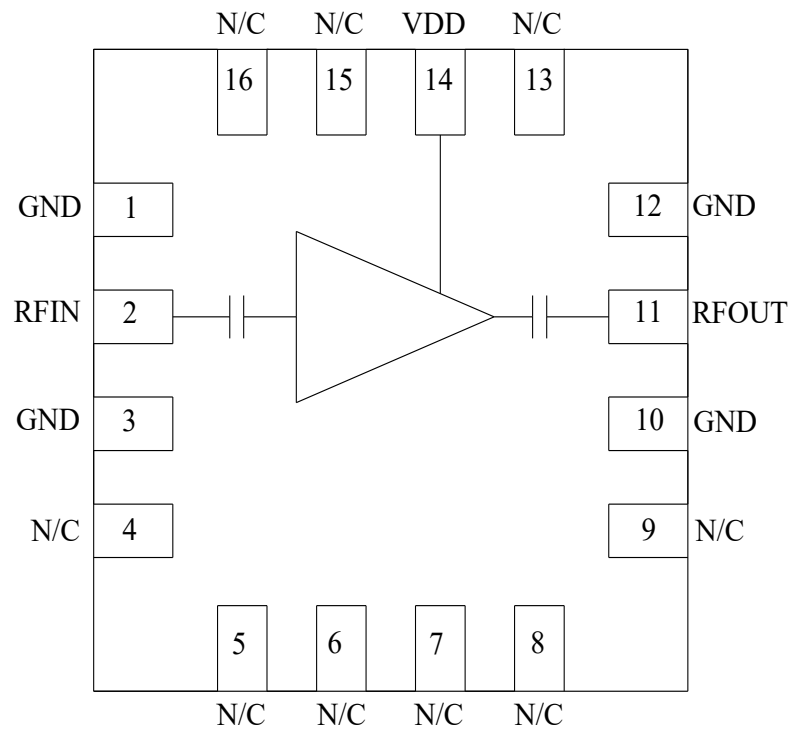 N/C N/C VDD N/C
16 15 14 13
GND 1 12 GND
RFIN 2 11 RFOUT
GND 3 10 GND
N/C 4 9 N/C
5 6 7 8
N/C N/C N/C N/C